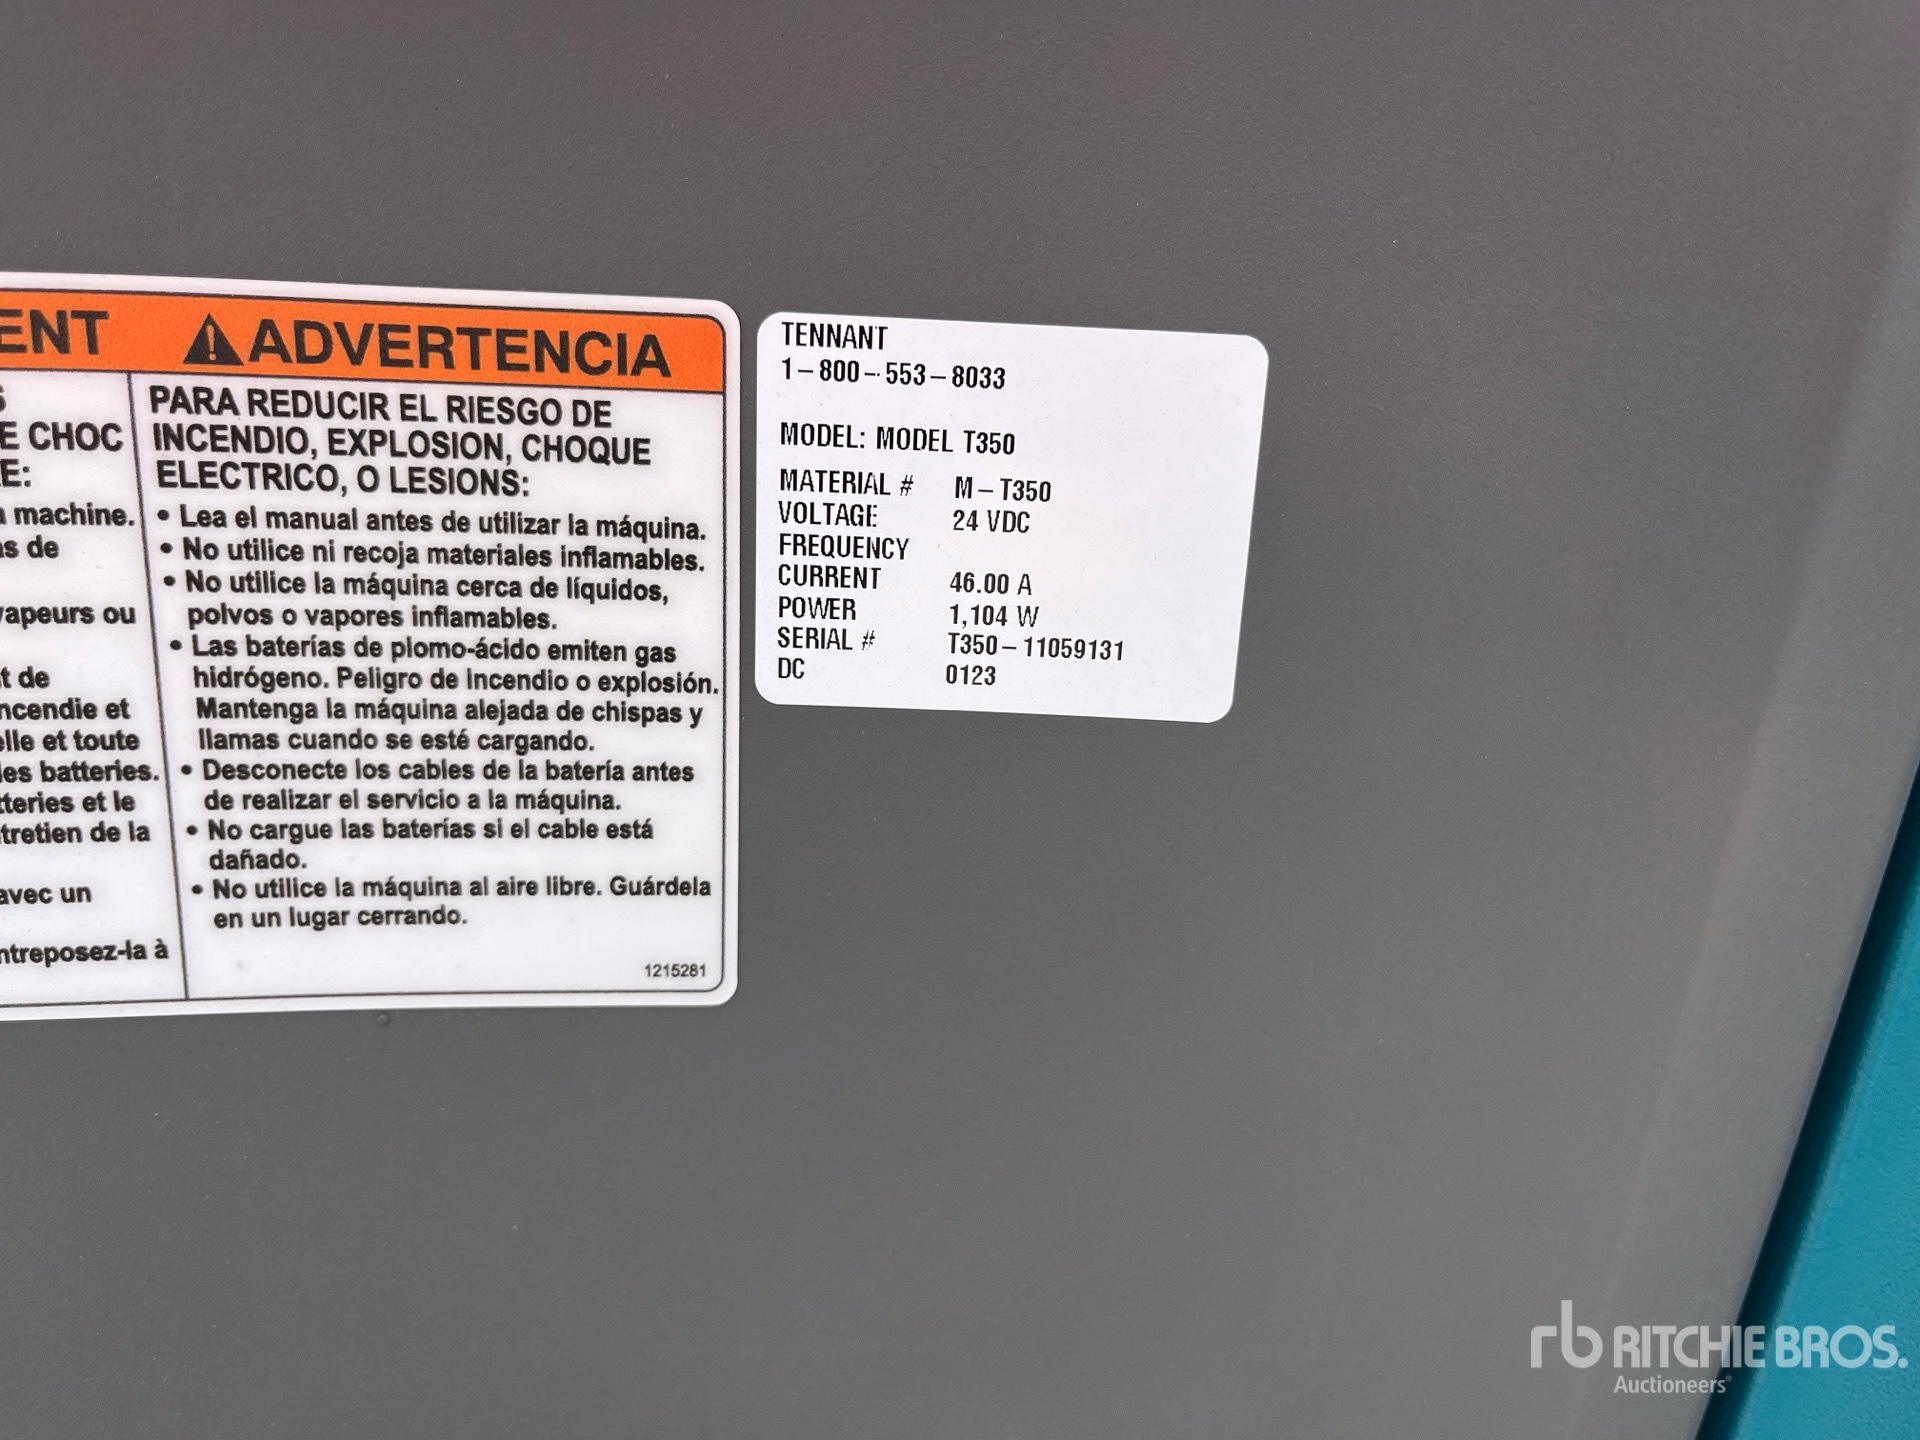 ENT
E CHOC
E:
machine.
s de
vapeurs ou
t de
ncendie et
elle et toute
les batteries.
tteries et le
tretien de la
avec un
ntreposez-la à
ADVERTENCIA
PARA REDUCIR EL RIESGO DE
INCENDIO, EXPLOSION, CHOQUE
ELECTRICO, O LESIONS:
• Lea el manual antes de utilizar la máquina.
• No utilice ni recoja materiales inflamables.
• No utilice la máquina cerca de líquidos,
polvos o vapores inflamables.
• Las baterías de plomo-ácido emiten gas
hidrógeno. Peligro de incendio o explosión.
Mantenga la máquina alejada de chispas y
llamas cuando se esté cargando.
• Desconecte los cables de la batería antes
de realizar el servicio a la máquina.
• No cargue las baterías si el cable está
dañado.
• No utilice la máquina al aire libre. Guárdela
en un lugar cerrando.
1215281
TENNANT
1-800-553-8033
MODEL: MODEL T350
MATERIAL # M-T350
VOLTAGE 24 VDC
FREQUENCY
CURRENT 46.00 A
POWER 1,104 W
SERIAL # T350-11059131
DC 0123
rb RITCHIE BROS.
Auctioneers